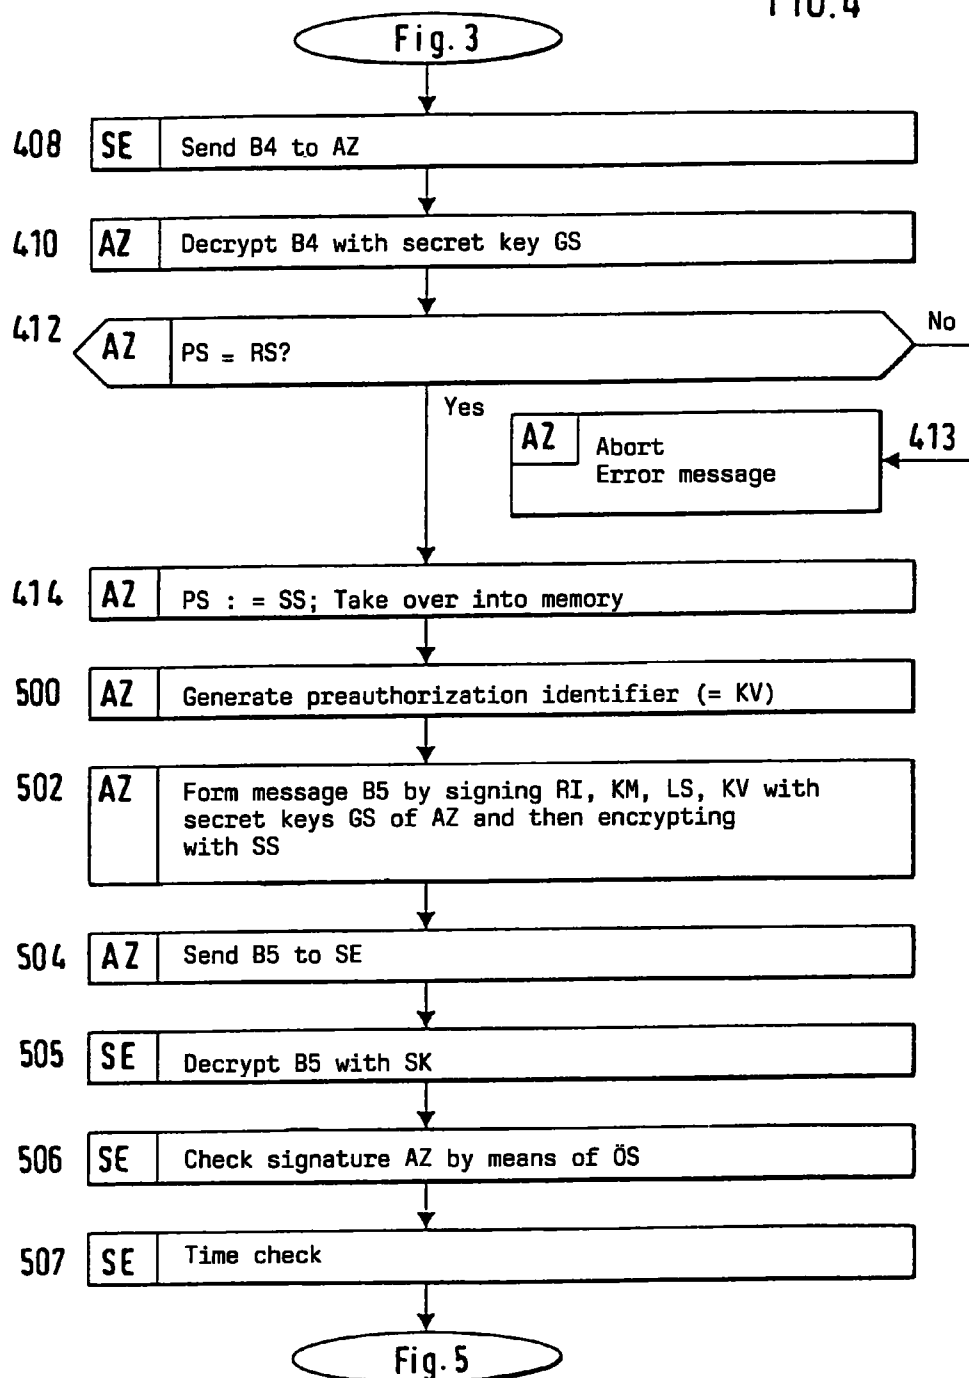 FIG.4
Fig. 3
408 SE Send B4 to AZ
410 AZ Decrypt B4 with secret key GS
412 AZ PS = RS?
No
Yes
AZ Abort
Error message
413
414 AZ PS : = SS; Take over into memory
500 AZ Generate preauthorization identifier (= KV)
502 AZ Form message B5 by signing RI, KM, LS, KV with
secret keys GS of AZ and then encrypting
with SS
504 AZ Send B5 to SE
505 SE Decrypt B5 with SK
506 SE Check signature AZ by means of ÖS
507 SE Time check
Fig. 5